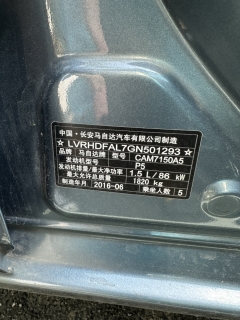 中国·长安马自达汽车有限公司制造
LVRHDFAL7GN501293
品牌 马自达牌 型号 CAM7150A5
发动机型号 P5
发动机排量/最大净功率 1.5 L/86 kW
最大允许总质量 1820 kg
制造年月 2016-06 乘坐人数 5